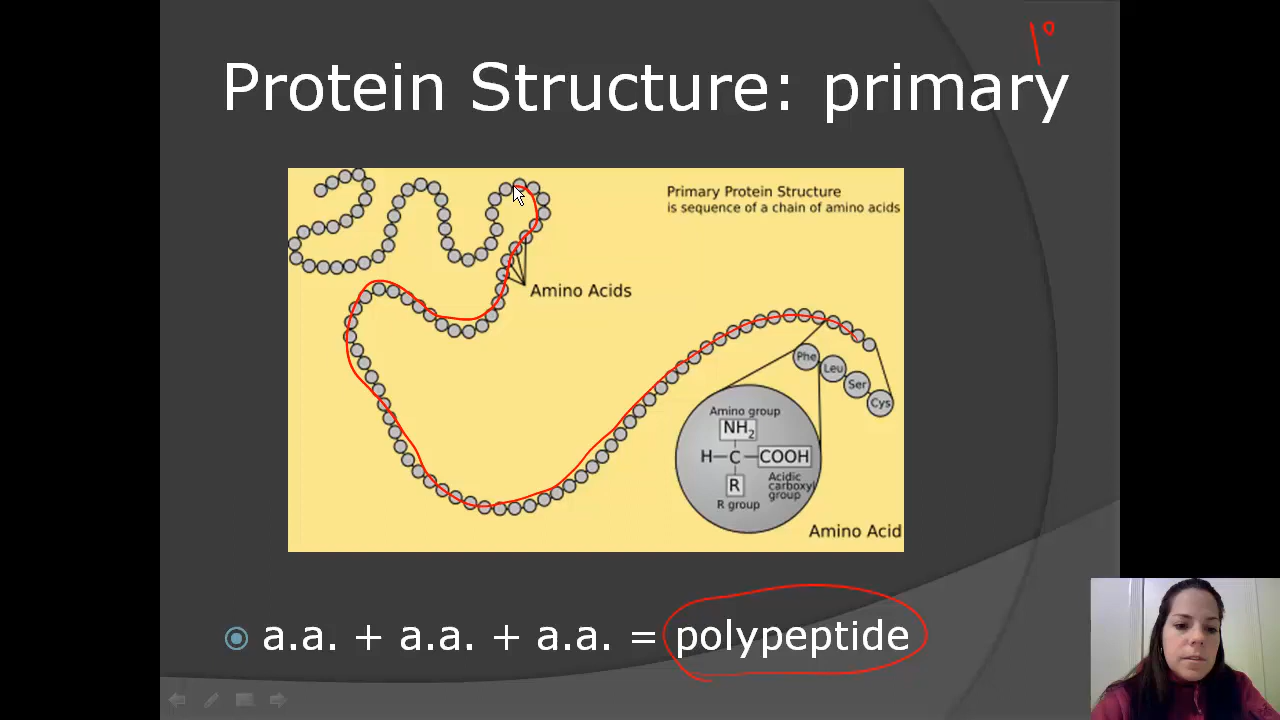 1°
Protein Structure: primary
Primary Protein Structure
is sequence of a chain of amino acids
Amino Acids
Phe
Leu
Ser
Cys
Amino group
NH2
H–C–COOH
Acidic
carboxyl
group
R
R group
Amino Acid
a.a. + a.a. + a.a. = polypeptide